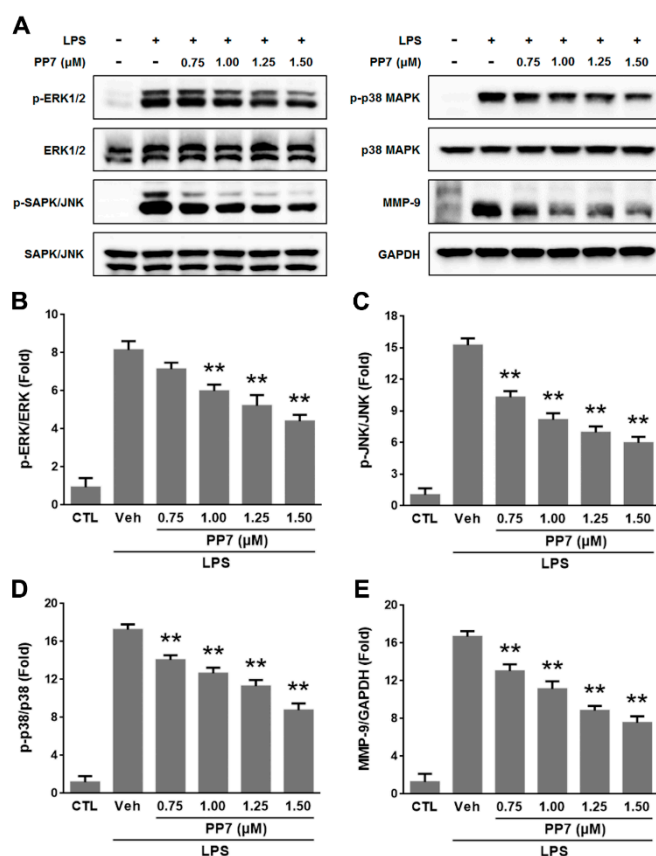 A
LPS - + + + + +
PP7 (µM) - - 0.75 1.00 1.25 1.50
p-ERK1/2
ERK1/2
p-SAPK/JNK
SAPK/JNK
LPS - + + + + +
PP7 (µM) - - 0.75 1.00 1.25 1.50
p-p38 MAPK
p38 MAPK
MMP-9
GAPDH
B
p-ERK/ERK (Fold)
8
6
4
2
0
** ** **
CTL Veh 0.75 1.00 1.25 1.50
PP7 (µM)
LPS
C
p-JNK/JNK (Fold)
18
15
12
9
6
3
0
** ** ** **
CTL Veh 0.75 1.00 1.25 1.50
PP7 (µM)
LPS
D
p-p38/p38 (Fold)
20
16
12
8
4
0
** ** ** **
CTL Veh 0.75 1.00 1.25 1.50
PP7 (µM)
LPS
E
MMP-9/GAPDH (Fold)
20
16
12
8
4
0
** ** ** **
CTL Veh 0.75 1.00 1.25 1.50
PP7 (µM)
LPS